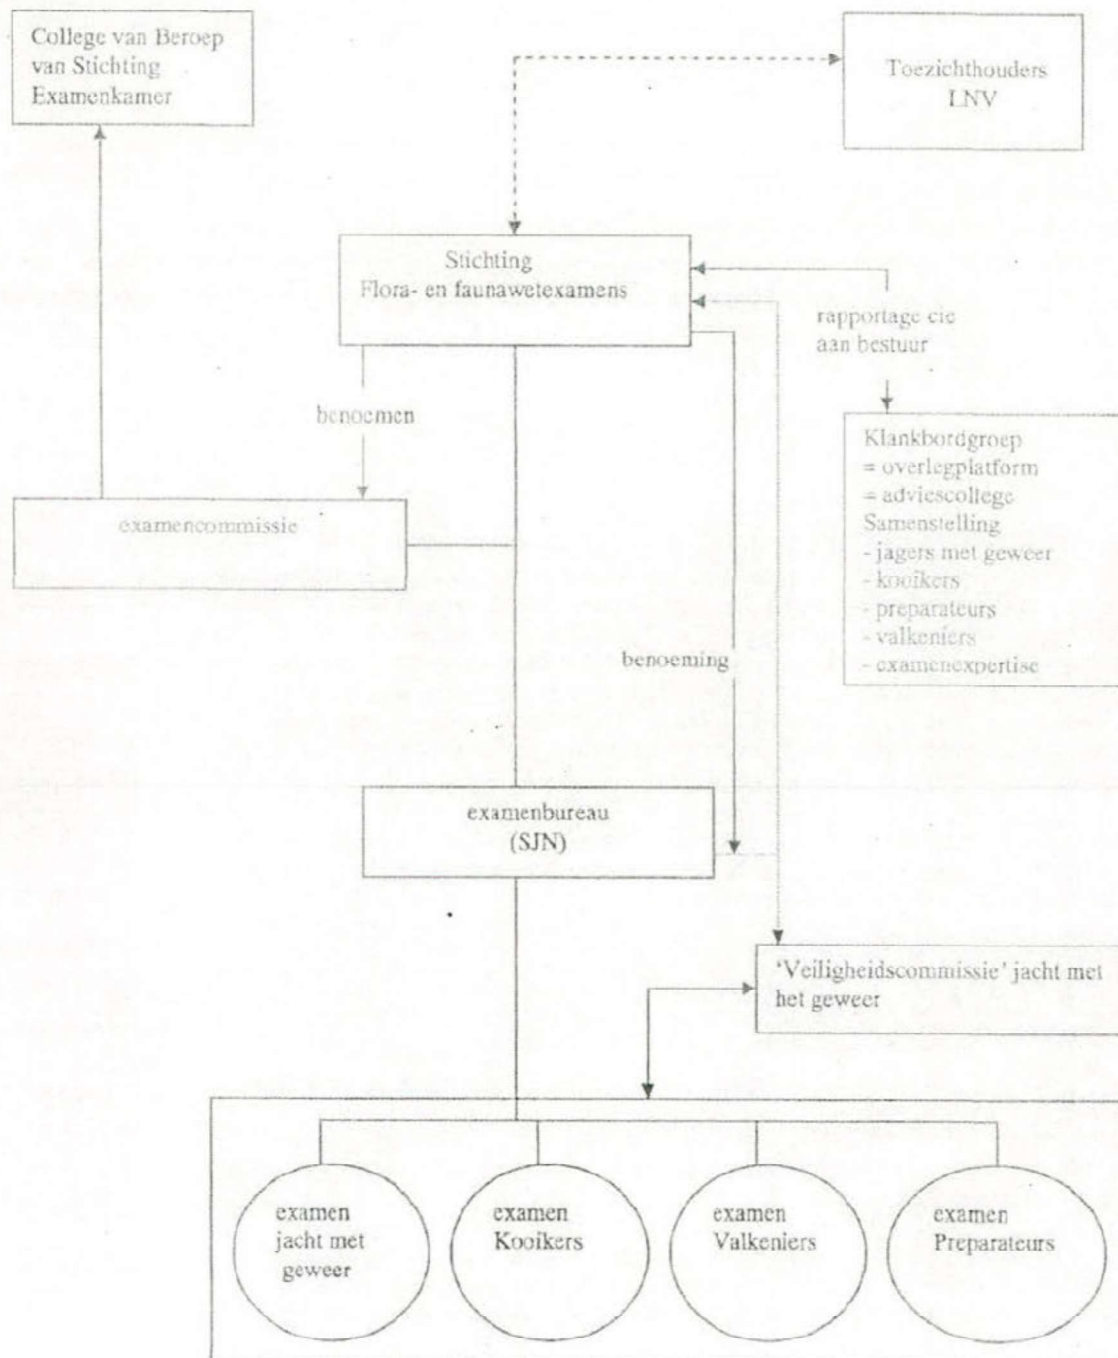 College van Beroep
van Stichting
Examenkamer
Toezichthouders
LNV
Stichting
Flora- en faunawetexamens
rapportage cie
aan bestuur
benoemen
Klankbordgroep
= overlegplatform
= adviescollege
Samenstelling
- jagers met geweer
- kooikers
- preparateurs
- valkeniers
- examenexpertise
examencommissie
benoeming
examenbureau
(SJN)
'Veiligheidscommissie' jacht met
het geweer
examen
jacht met
geweer
examen
Kooikers
examen
Valkeniers
examen
Preparateurs